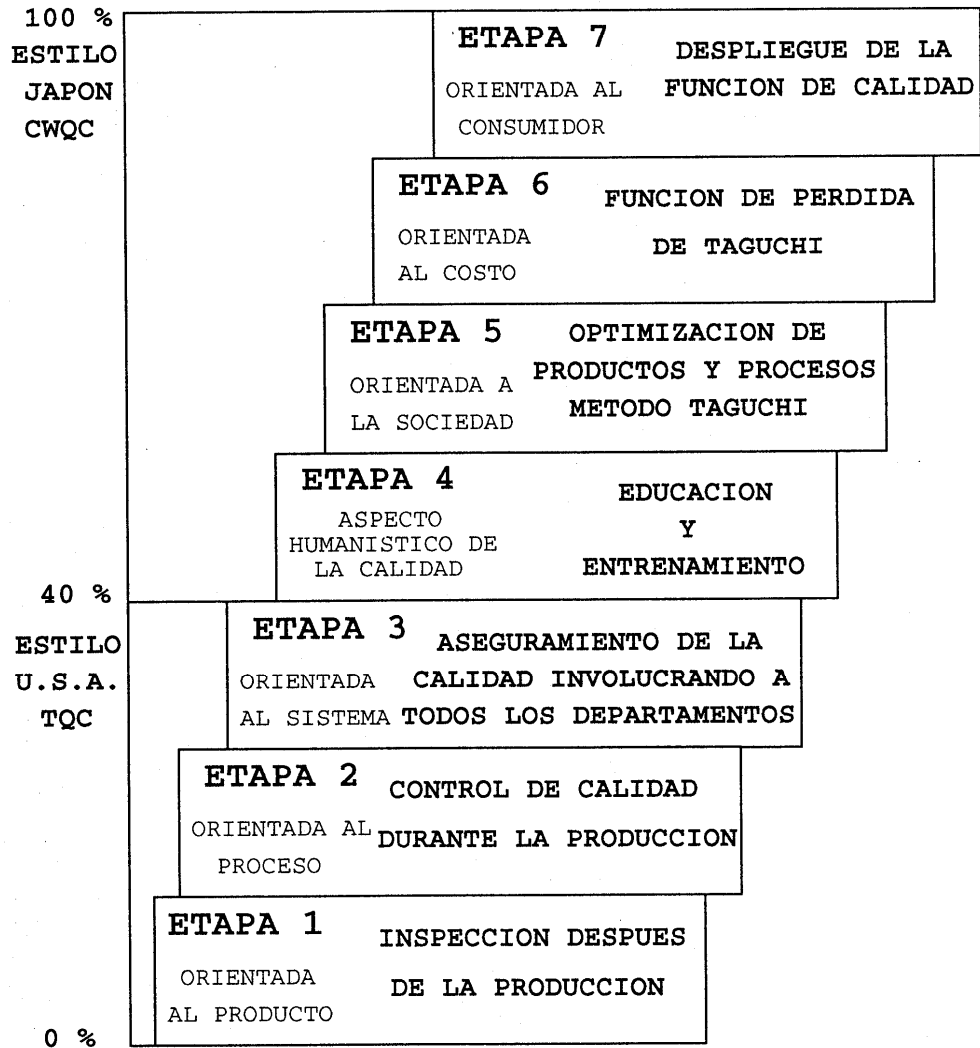 100 %
ESTILO
JAPON
CWQC
ETAPA 7
ORIENTADA AL
CONSUMIDOR
DESPLIEGUE DE LA
FUNCION DE CALIDAD
ETAPA 6
ORIENTADA
AL COSTO
FUNCION DE PERDIDA
DE TAGUCHI
ETAPA 5
ORIENTADA A
LA SOCIEDAD
OPTIMIZACION DE
PRODUCTOS Y PROCESOS
METODO TAGUCHI
ETAPA 4
ASPECTO
HUMANISTICO DE
LA CALIDAD
EDUCACION
Y
ENTRENAMIENTO
40 %
ESTILO
U.S.A.
TQC
ETAPA 3
ORIENTADA
AL SISTEMA
ASEGURAMIENTO DE LA
CALIDAD INVOLUCRANDO A
TODOS LOS DEPARTAMENTOS
ETAPA 2
ORIENTADA AL
PROCESO
CONTROL DE CALIDAD
DURANTE LA PRODUCCION
ETAPA 1
ORIENTADA
AL PRODUCTO
INSPECCION DESPUES
DE LA PRODUCCION
0 %